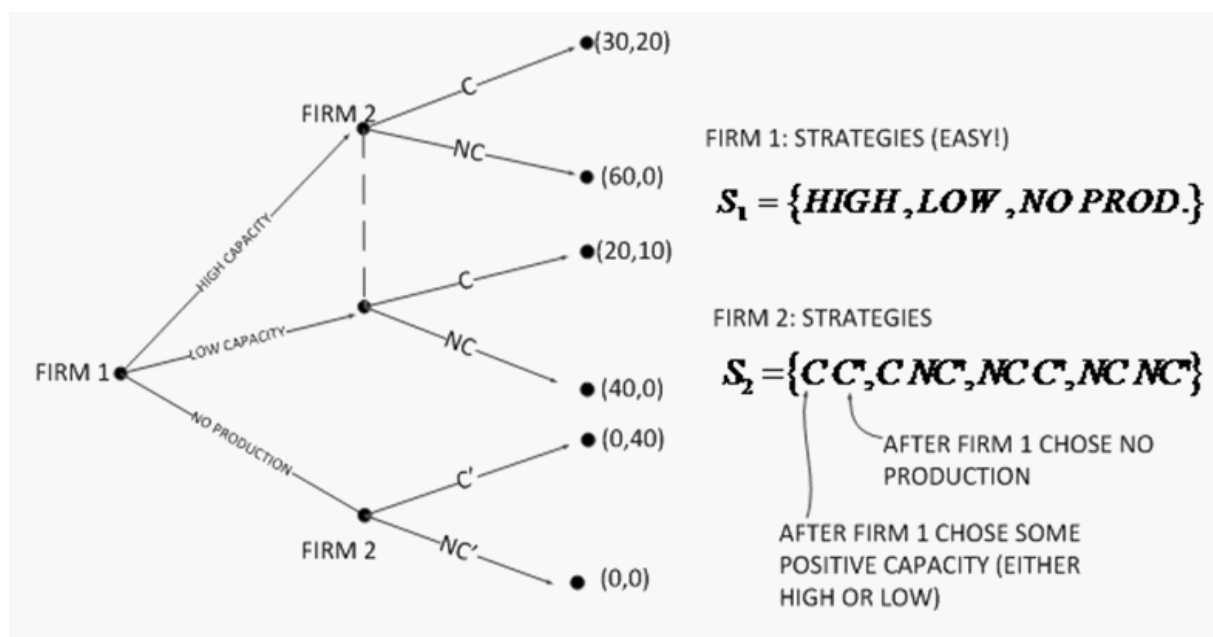 (30,20)
C
FIRM 2
NC
(60,0)
HIGH CAPACITY
C
(20,10)
LOW CAPACITY
NC
(40,0)
FIRM 1
NO PRODUCTION
C'
(0,40)
FIRM 2
NC'
(0,0)
FIRM 1: STRATEGIES (EASY!)
S₁ = {HIGH ,LOW ,NO PROD.}
FIRM 2: STRATEGIES
S₂ = {C C',C NC',NC C',NC NC'}
AFTER FIRM 1 CHOSE NO
PRODUCTION
AFTER FIRM 1 CHOSE SOME
POSITIVE CAPACITY (EITHER
HIGH OR LOW)